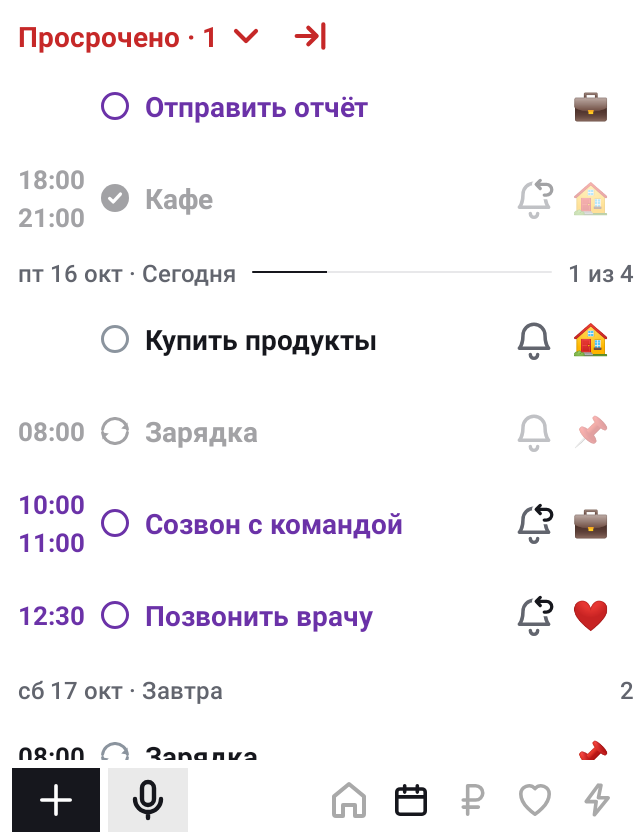 Просрочено · 1
Отправить отчёт
18:00
21:00
Кафе
пт 16 окт · Сегодня
1 из 4
Купить продукты
08:00 Зарядка
10:00
11:00
Созвон с командой
12:30 Позвонить врачу
сб 17 окт · Завтра
2
08:00 Зарядка